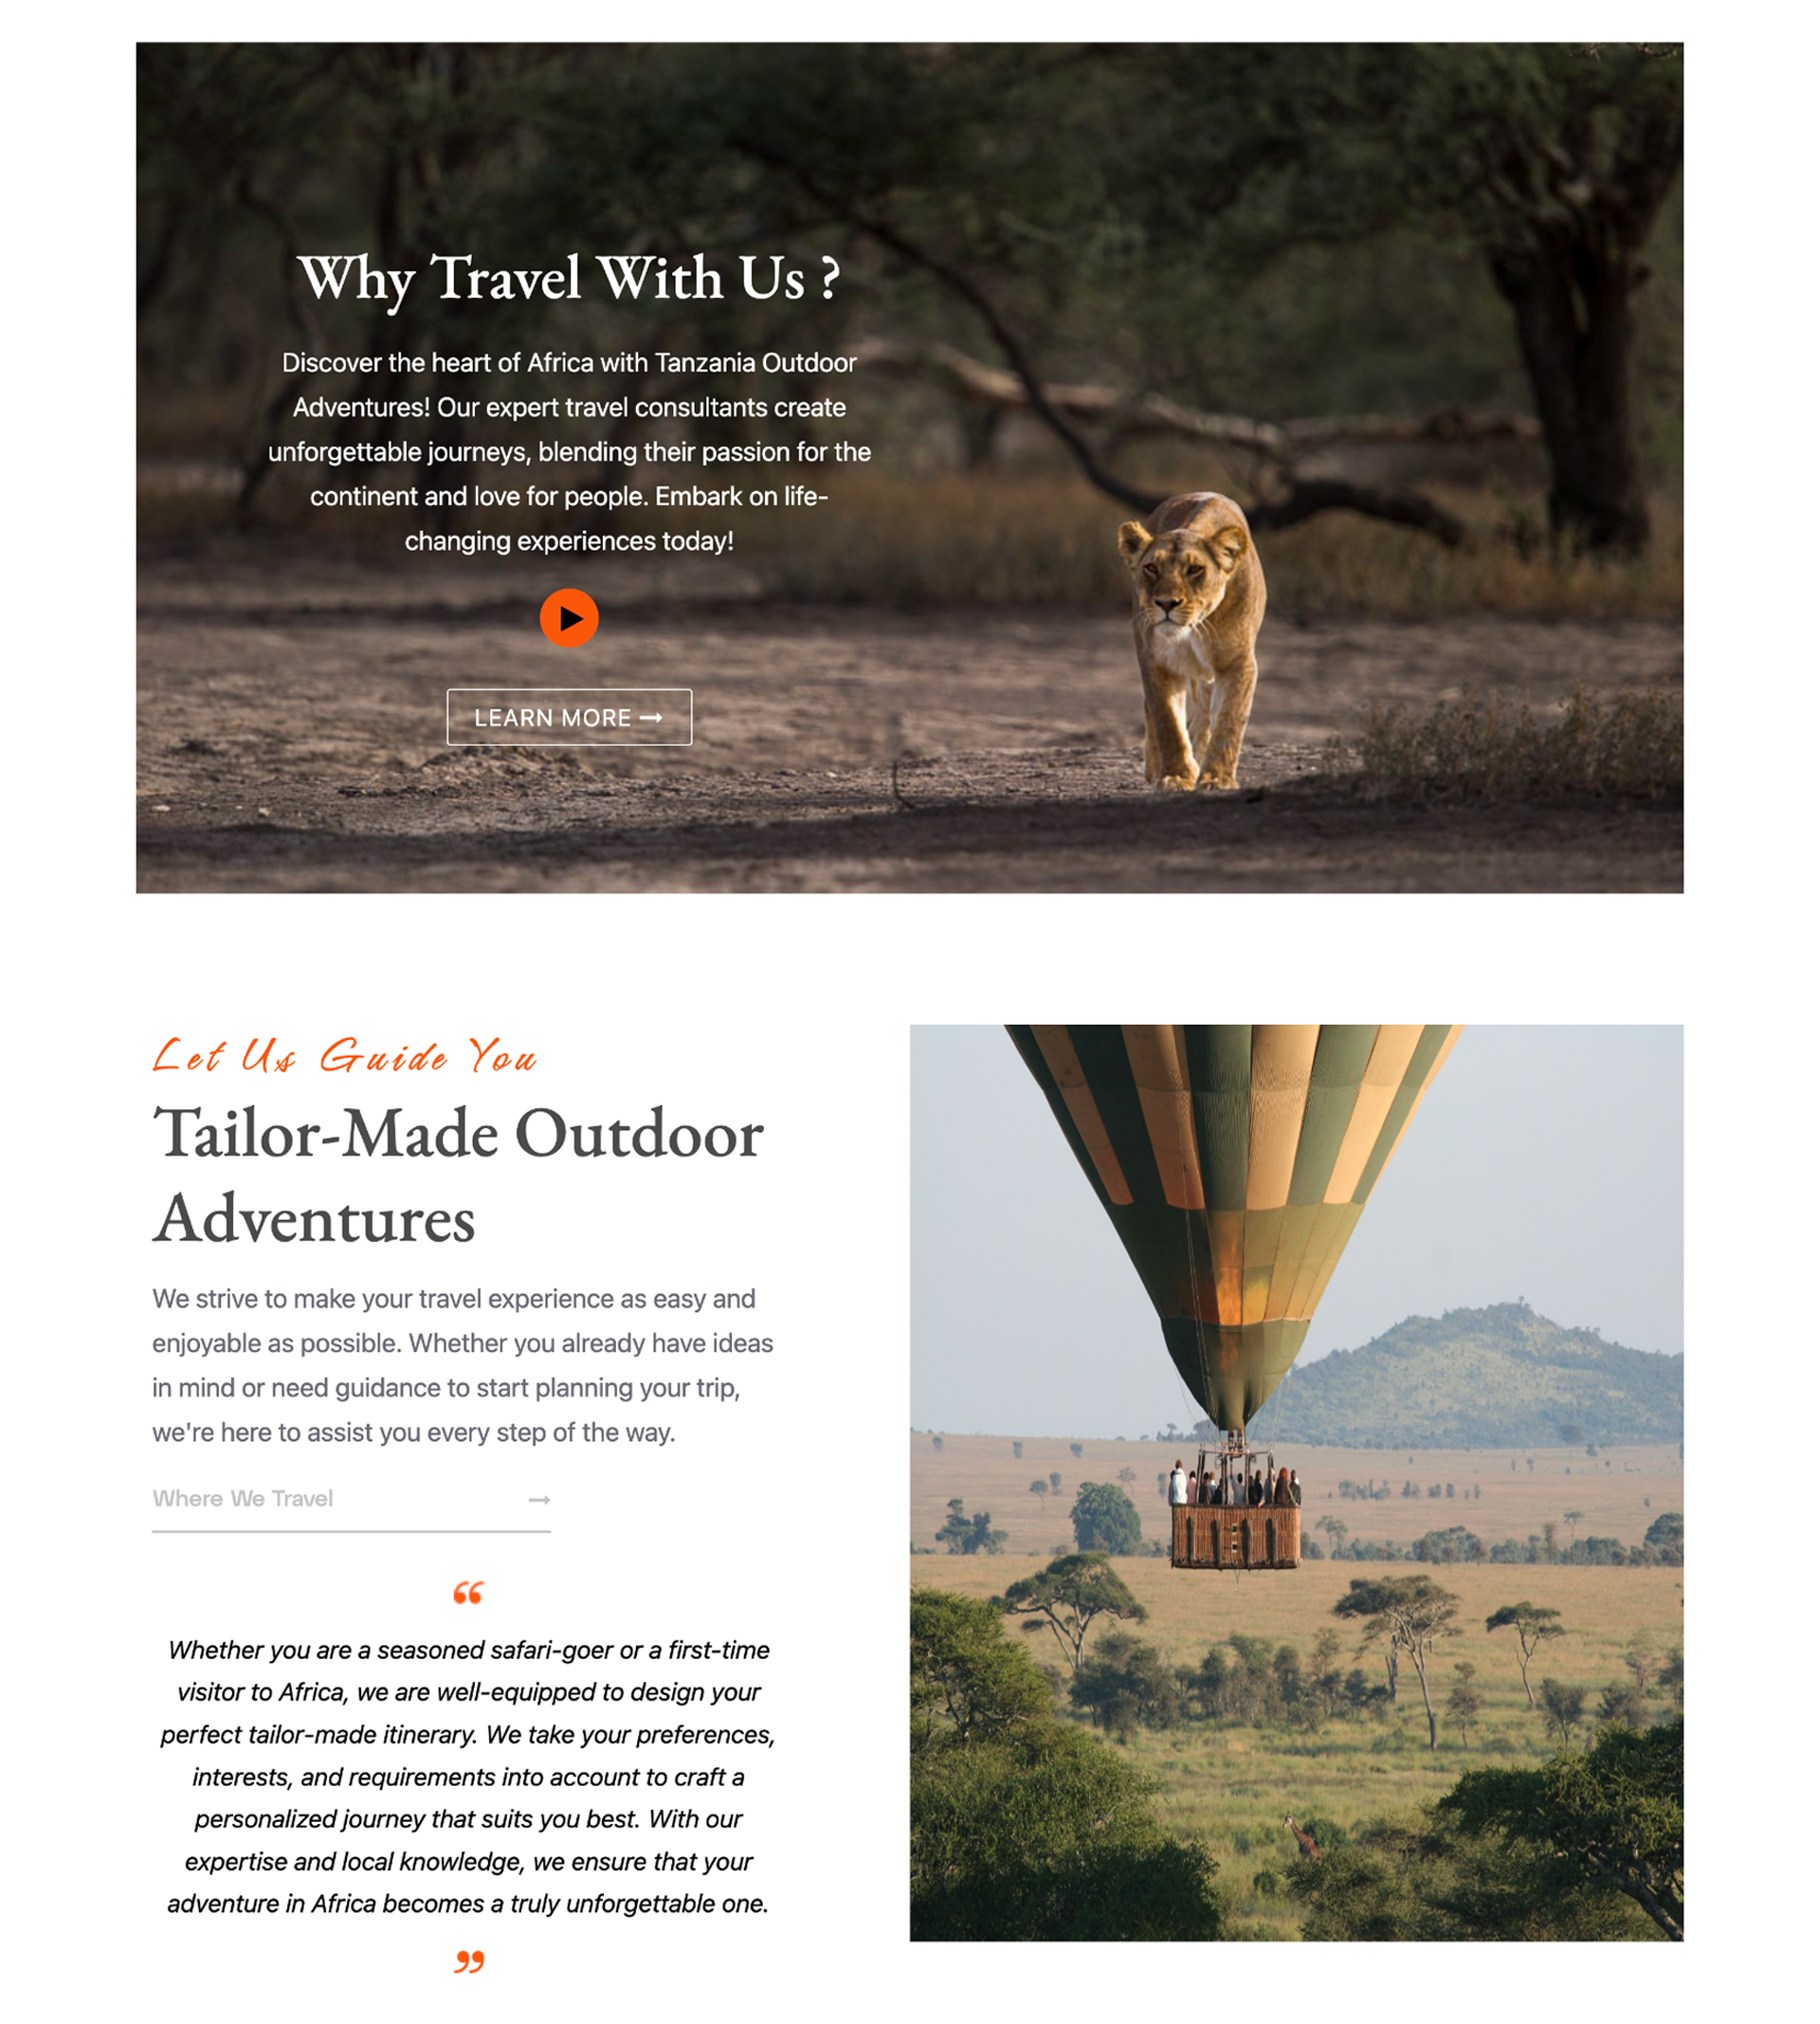 Why Travel With Us ?
Discover the heart of Africa with Tanzania Outdoor
Adventures! Our expert travel consultants create
unforgettable journeys, blending their passion for the
continent and love for people. Embark on life-
changing experiences today!
LEARN MORE →
Let Us Guide You
Tailor-Made Outdoor
Adventures
We strive to make your travel experience as easy and
enjoyable as possible. Whether you already have ideas
in mind or need guidance to start planning your trip,
we're here to assist you every step of the way.
Where We Travel →
“
Whether you are a seasoned safari-goer or a first-time
visitor to Africa, we are well-equipped to design your
perfect tailor-made itinerary. We take your preferences,
interests, and requirements into account to craft a
personalized journey that suits you best. With our
expertise and local knowledge, we ensure that your
adventure in Africa becomes a truly unforgettable one.
”